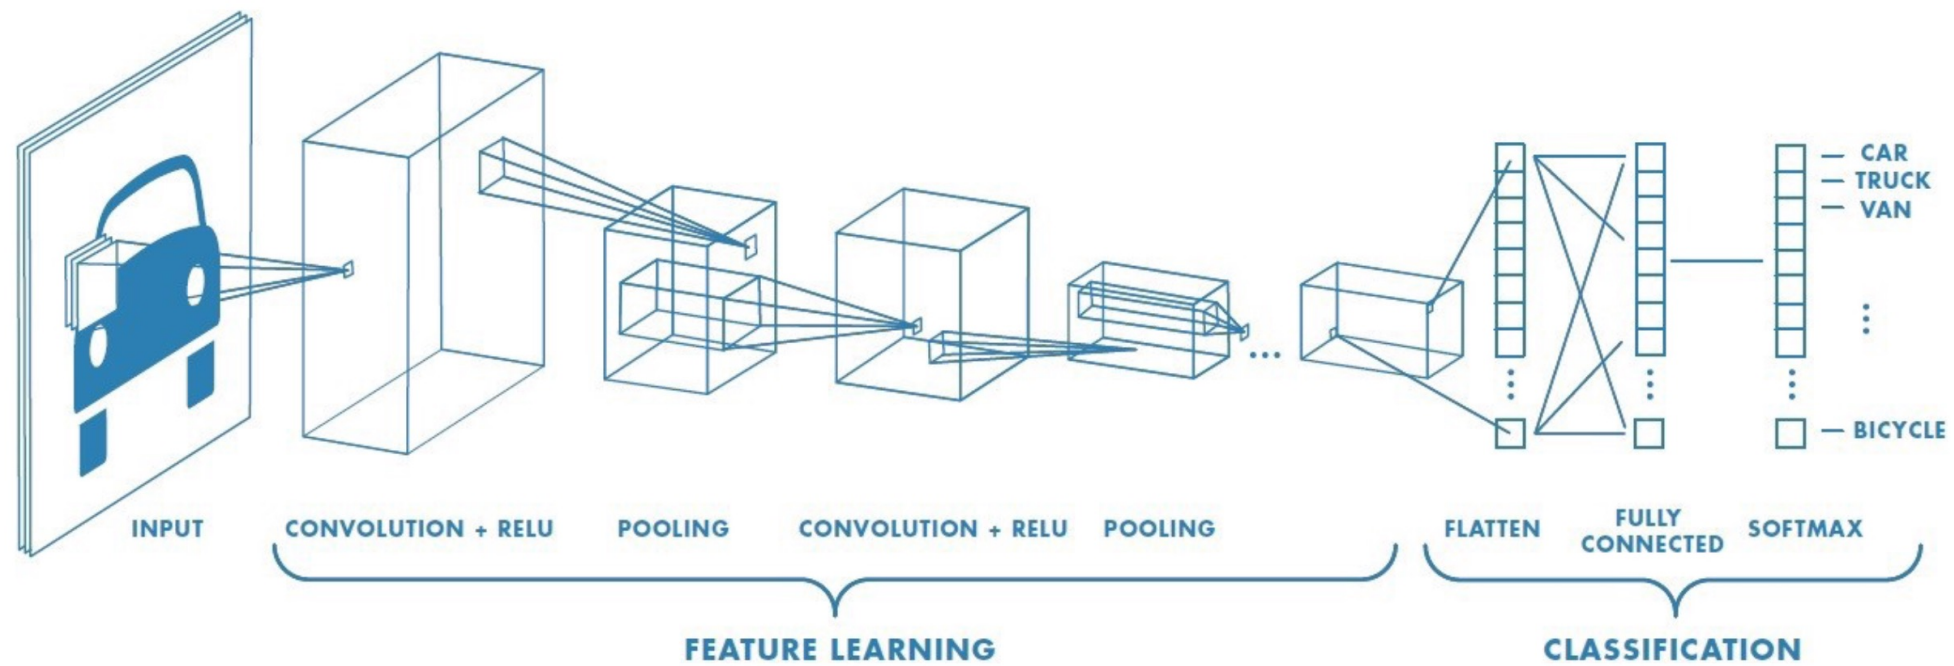 CAR
TRUCK
VAN
BICYCLE
INPUT
CONVOLUTION + RELU
POOLING
CONVOLUTION + RELU
POOLING
FLATTEN
FULLY
CONNECTED
SOFTMAX
FEATURE LEARNING
CLASSIFICATION